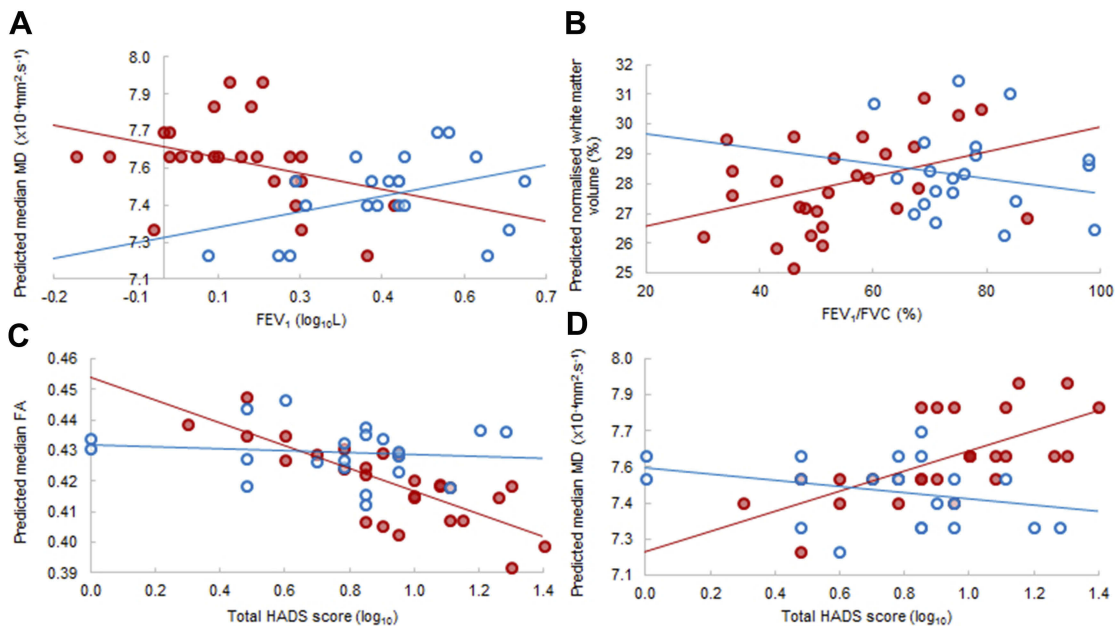 A
Predicted median MD (x10⁻⁴mm².s⁻¹)
8.0
7.9
7.7
7.6
7.4
7.3
7.1
-0.2 -0.1 0.1 0.3 0.4 0.6 0.7
FEV₁ (log₁₀L)
B
Predicted normalised white matter
volume (%)
32
31
30
29
28
27
26
25
20 40 60 80 100
FEV₁/FVC (%)
C
Predicted median FA
0.46
0.45
0.44
0.43
0.42
0.41
0.40
0.39
0.0 0.2 0.4 0.6 0.8 1.0 1.2 1.4
Total HADS score (log₁₀)
D
Predicted median MD (x10⁻⁴mm².s⁻¹)
8.0
7.9
7.7
7.6
7.4
7.3
7.1
0.0 0.2 0.4 0.6 0.8 1.0 1.2 1.4
Total HADS score (log₁₀)